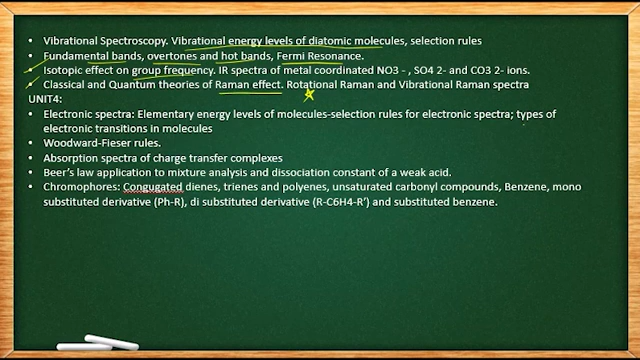 • Vibrational Spectroscopy. Vibrational energy levels of diatomic molecules, selection rules
• Fundamental bands, overtones and hot bands, Fermi Resonance.
• Isotopic effect on group frequency. IR spectra of metal coordinated NO3 - , SO4 2- and CO3 2- ions.
• Classical and Quantum theories of Raman effect. Rotational Raman and Vibrational Raman spectra
UNIT4:
• Electronic spectra: Elementary energy levels of molecules-selection rules for electronic spectra; types of
electronic transitions in molecules
• Woodward-Fieser rules.
• Absorption spectra of charge transfer complexes
• Beer's law application to mixture analysis and dissociation constant of a weak acid.
• Chromophores: Congugated dienes, trienes and polyenes, unsaturated carbonyl compounds, Benzene, mono
substituted derivative (Ph-R), di substituted derivative (R-C6H4-R') and substituted benzene.